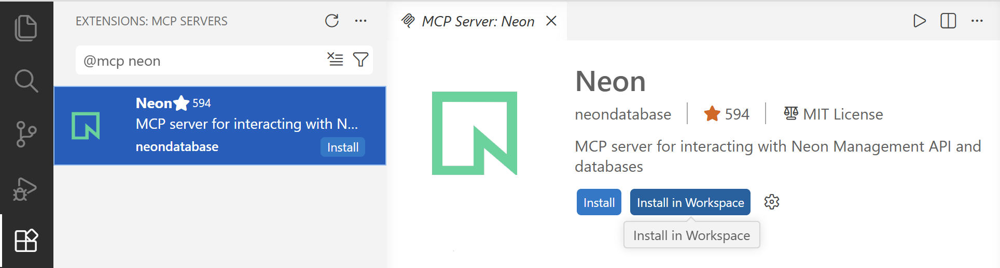 EXTENSIONS: MCP SERVERS
@mcp neon
Neon 594
MCP server for interacting with N...
neondatabase
Install
MCP Server: Neon
Neon
neondatabase
594
MIT License
MCP server for interacting with Neon Management API and
databases
Install
Install in Workspace
Install in Workspace